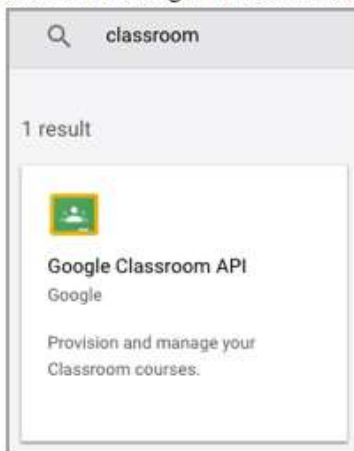 classroom
1 result
Google Classroom API
Google
Provision and manage your
Classroom courses.